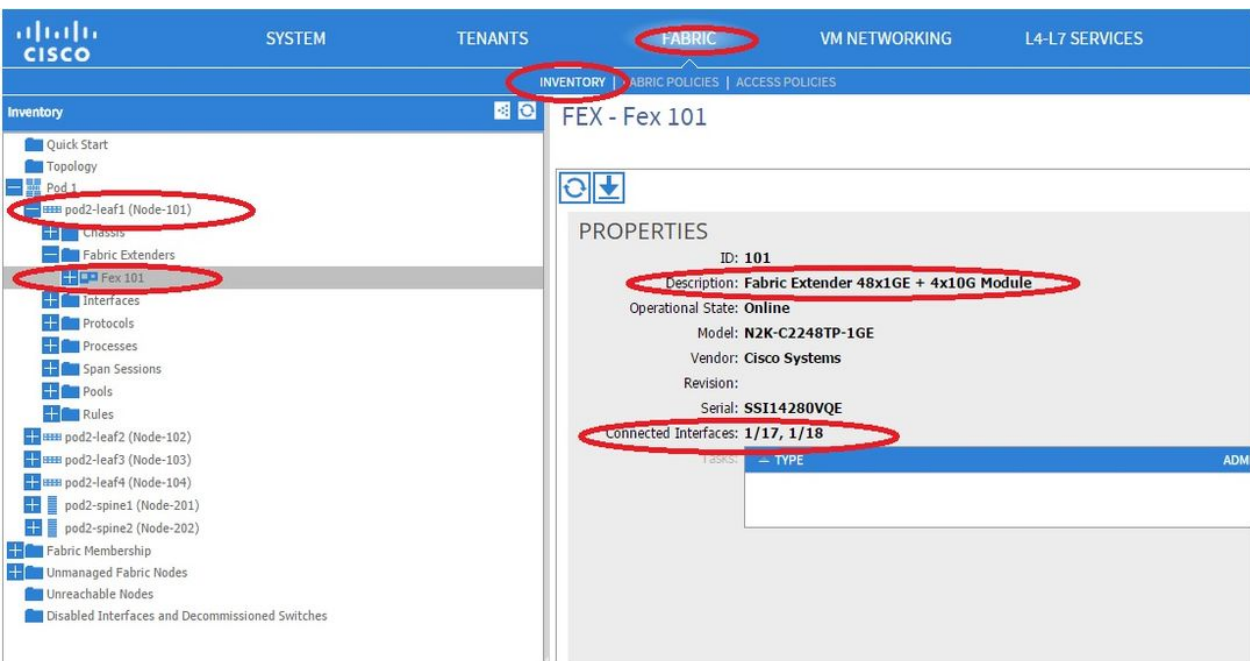 CISCO
SYSTEM TENANTS FABRIC VM NETWORKING L4-L7 SERVICES
INVENTORY | FABRIC POLICIES | ACCESS POLICIES
Inventory
Quick Start
Topology
Pod 1
pod2-leaf1 (Node-101)
Chassis
Fabric Extenders
Fex 101
Interfaces
Protocols
Processes
Span Sessions
Pools
Rules
pod2-leaf2 (Node-102)
pod2-leaf3 (Node-103)
pod2-leaf4 (Node-104)
pod2-spine1 (Node-201)
pod2-spine2 (Node-202)
Fabric Membership
Unmanaged Fabric Nodes
Unreachable Nodes
Disabled Interfaces and Decommissioned Switches
FEX - Fex 101
PROPERTIES
ID: 101
Description: Fabric Extender 48x1GE + 4x10G Module
Operational State: Online
Model: N2K-C2248TP-1GE
Vendor: Cisco Systems
Revision:
Serial: SSI14280VQE
Connected Interfaces: 1/17, 1/18
Tasks: TYPE ADM